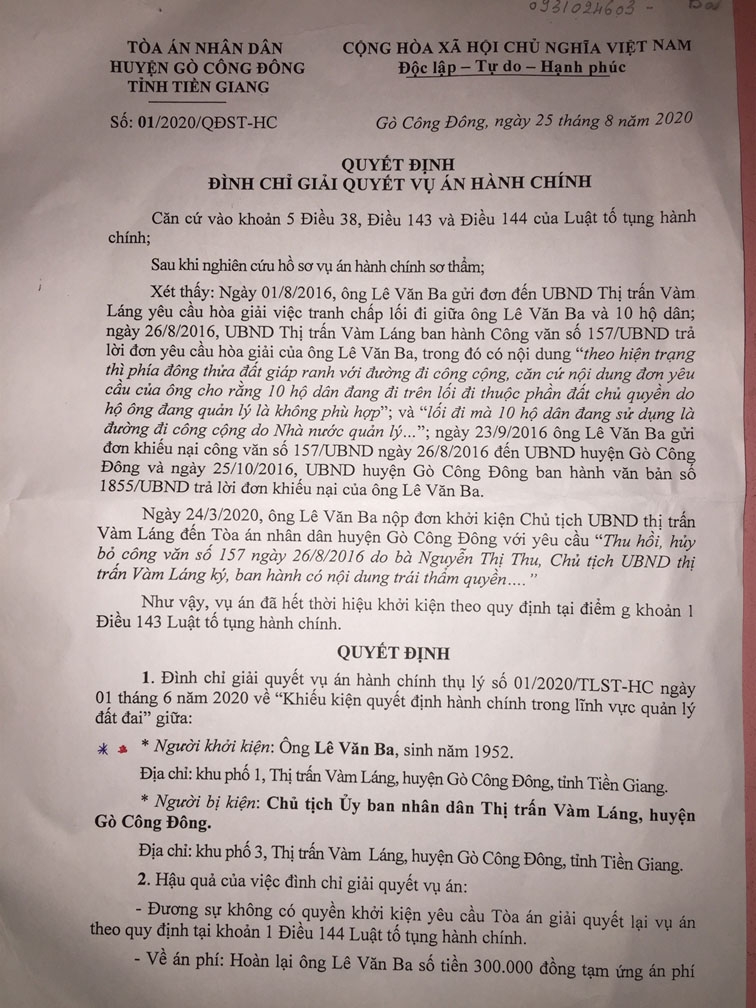 0931024603 -
TÒA ÁN NHÂN DÂN
HUYỆN GÒ CÔNG ĐÔNG
TỈNH TIỀN GIANG
CỘNG HÒA XÃ HỘI CHỦ NGHĨA VIỆT NAM
Độc lập – Tự do – Hạnh phúc
Số: 01/2020/QĐST-HC
Gò Công Đông, ngày 25 tháng 8 năm 2020
QUYẾT ĐỊNH
ĐÌNH CHỈ GIẢI QUYẾT VỤ ÁN HÀNH CHÍNH
Căn cứ vào khoản 5 Điều 38, Điều 143 và Điều 144 của Luật tố tụng hành
chính;
Sau khi nghiên cứu hồ sơ vụ án hành chính sơ thẩm;
Xét thấy: Ngày 01/8/2016, ông Lê Văn Ba gửi đơn đến UBND Thị trấn Vàm
Láng yêu cầu hòa giải việc tranh chấp lối đi giữa ông Lê Văn Ba và 10 hộ dân;
ngày 26/8/2016, UBND Thị trấn Vàm Láng ban hành Công văn số 157/UBND trả
lời đơn yêu cầu hòa giải của ông Lê Văn Ba, trong đó có nội dung “theo hiện trạng
thì phía đông thửa đất giáp ranh với đường đi công cộng, căn cứ nội dung đơn yêu
cầu của ông cho rằng 10 hộ dân đang đi trên lối đi thuộc phần đất chủ quyền do
hộ ông đang quản lý là không phù hợp”; và “lối đi mà 10 hộ dân đang sử dụng là
đường đi công cộng do Nhà nước quản lý...”; ngày 23/9/2016 ông Lê Văn Ba gửi
đơn khiếu nại công văn số 157/UBND ngày 26/8/2016 đến UBND huyện Gò Công
Đông và ngày 25/10/2016, UBND huyện Gò Công Đông ban hành văn bản số
1855/UBND trả lời đơn khiếu nại của ông Lê Văn Ba.
Ngày 24/3/2020, ông Lê Văn Ba nộp đơn khởi kiện Chủ tịch UBND thị trấn
Vàm Láng đến Tòa án nhân dân huyện Gò Công Đông với yêu cầu “Thu hồi, hủy
bỏ công văn số 157 ngày 26/8/2016 do bà Nguyễn Thị Thu, Chủ tịch UBND thị
trấn Vàm Láng ký, ban hành có nội dung trái thẩm quyền.... ”
Như vậy, vụ án đã hết thời hiệu khởi kiện theo quy định tại điểm g khoản 1
Điều 143 Luật tố tụng hành chính.
QUYẾT ĐỊNH
1. Đình chỉ giải quyết vụ án hành chính thụ lý số 01/2020/TLST-HC ngày
01 tháng 6 năm 2020 về “Khiếu kiện quyết định hành chính trong lĩnh vực quản lý
đất đai” giữa:
* Người khởi kiện: Ông Lê Văn Ba, sinh năm 1952.
Địa chỉ: khu phố 1, Thị trấn Vàm Láng, huyện Gò Công Đông, tỉnh Tiền Giang.
* Người bị kiện: Chủ tịch Ủy ban nhân dân Thị trấn Vàm Láng, huyện
Gò Công Đông.
Địa chỉ: khu phố 3, Thị trấn Vàm Láng, huyện Gò Công Đông, tỉnh Tiền Giang.
2. Hậu quả của việc đình chỉ giải quyết vụ án:
- Đương sự không có quyền khởi kiện yêu cầu Tòa án giải quyết lại vụ án
theo quy định tại khoản 1 Điều 144 Luật tố tụng hành chính.
- Về án phí: Hoàn lại ông Lê Văn Ba số tiền 300.000 đồng tạm ứng án phí